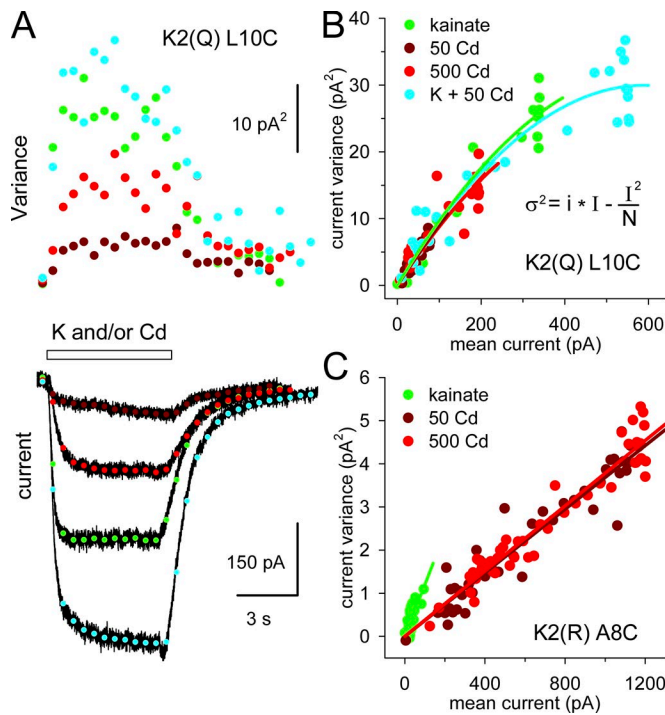 A
K2(Q) L10C
10 pA²
Variance
K and/or Cd
current
150 pA
3 s
B
kainate
50 Cd
500 Cd
K + 50 Cd
σ² = i * I - I²/N
K2(Q) L10C
current variance (pA²)
40
30
20
10
0
0 200 400 600
mean current (pA)
C
kainate
50 Cd
500 Cd
K2(R) A8C
current variance (pA²)
6
5
4
3
2
1
0
0 400 800 1200
mean current (pA)